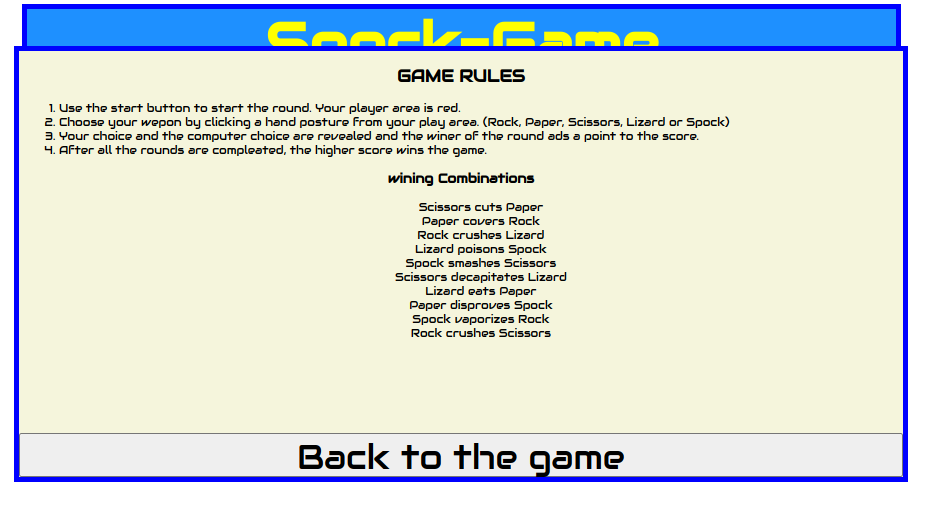 Spock-Game
GAME RULES
1. Use the start button to start the round. Your player area is red.
2. Choose your wepon by clicking a hand posture from your play area. (Rock, Paper, Scissors, Lizard or Spock)
3. Your choice and the computer choice are revealed and the winer of the round ads a point to the score.
4. After all the rounds are compleated, the higher score wins the game.
wining Combinations
Scissors cuts Paper
Paper covers Rock
Rock crushes Lizard
Lizard poisons Spock
Spock smashes Scissors
Scissors decapitates Lizard
Lizard eats Paper
Paper disproves Spock
Spock vaporizes Rock
Rock crushes Scissors
Back to the game